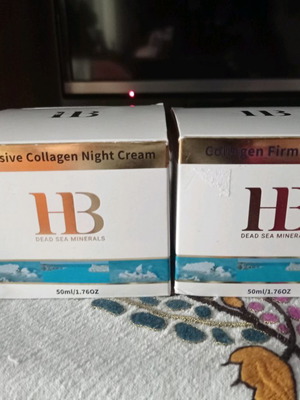 HB
sive Collagen Night Cream
HB
DEAD SEA MINERALS
50ml/1.76OZ
HB
Collagen Firm
HB
DEAD SEA MINERA
50ml/1.76OZ